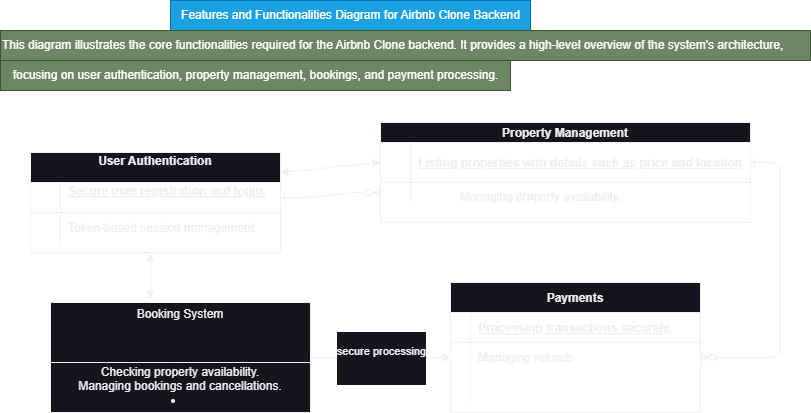 Features and Functionalities Diagram for Airbnb Clone Backend
This diagram illustrates the core functionalities required for the Airbnb Clone backend. It provides a high-level overview of the system's architecture,
focusing on user authentication, property management, bookings, and payment processing.
Property Management
Listing properties with details such as price and location
Managing property availability.
User Authentication
Secure user registration and login.
Token-based session management.
Booking System
Checking property availability.
Managing bookings and cancellations.
•
secure processing
Payments
Processing transactions securely.
Managing refunds